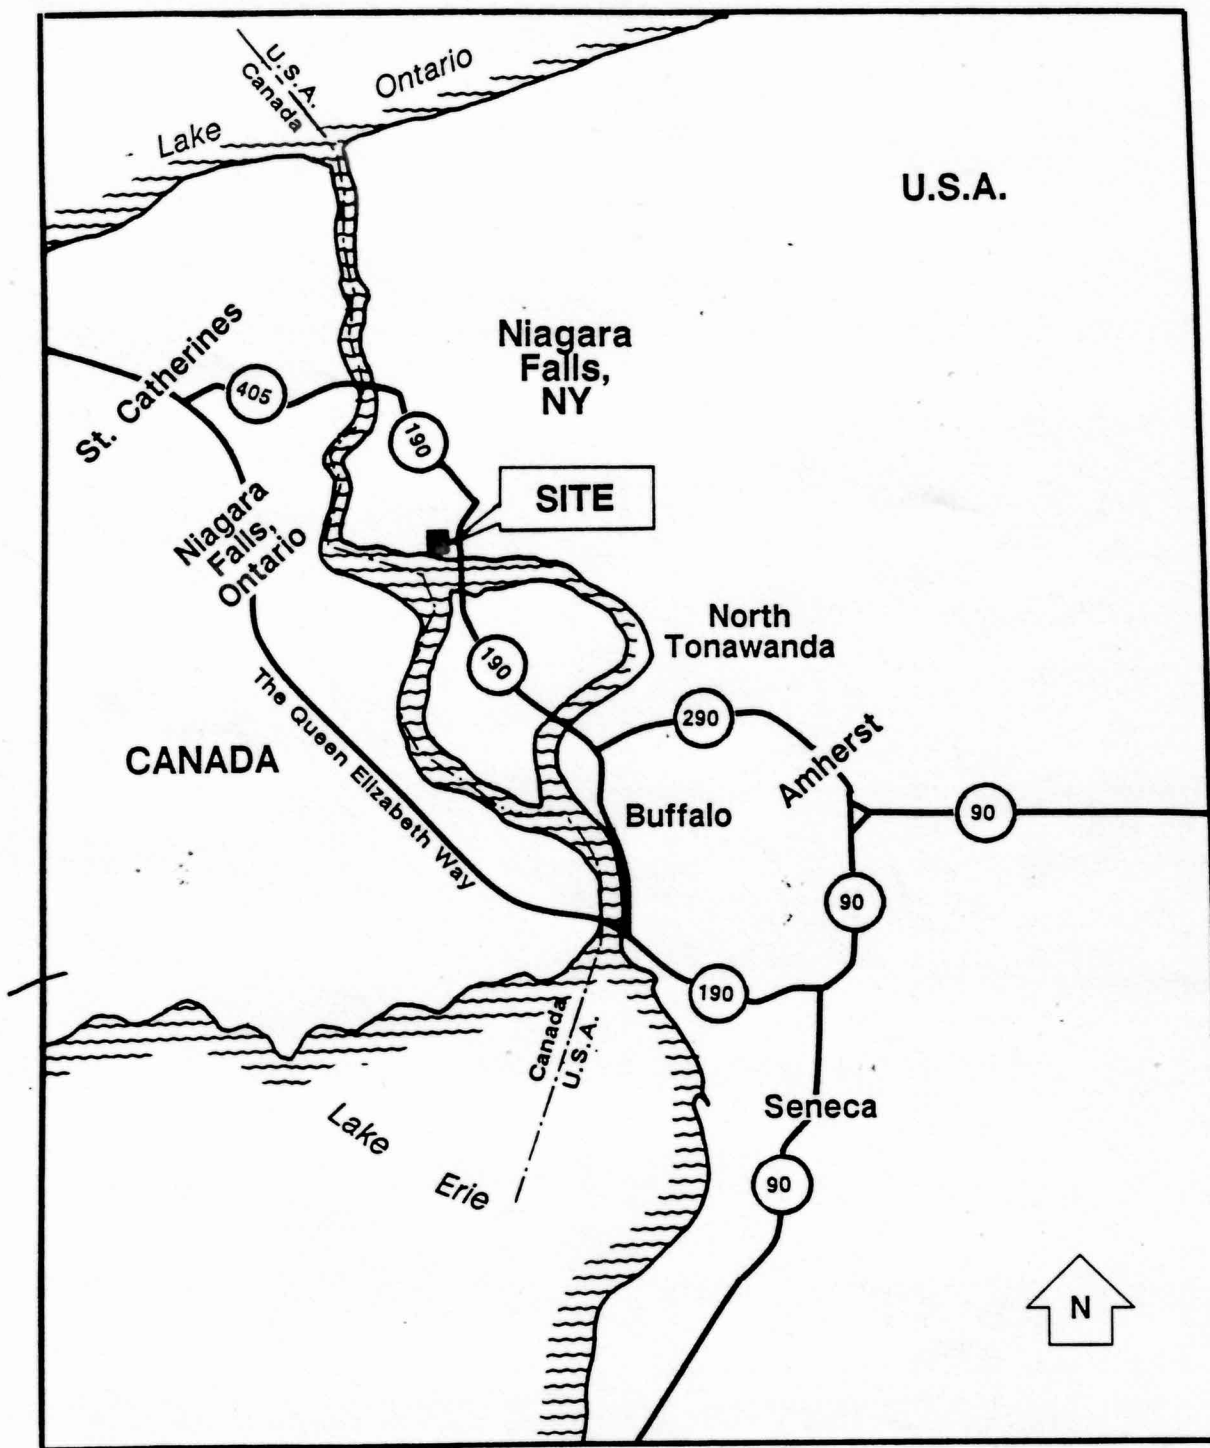 U.S.A.
Canada
Lake Ontario
U.S.A.
St. Catherines
405
Niagara
Falls,
NY
190
SITE
Niagara
Falls,
Ontario
North
Tonawanda
190
The Queen Elizabeth Way
290
CANADA
Amherst
Buffalo
90
90
190
Canada
U.S.A.
Seneca
Lake Erie
90
N